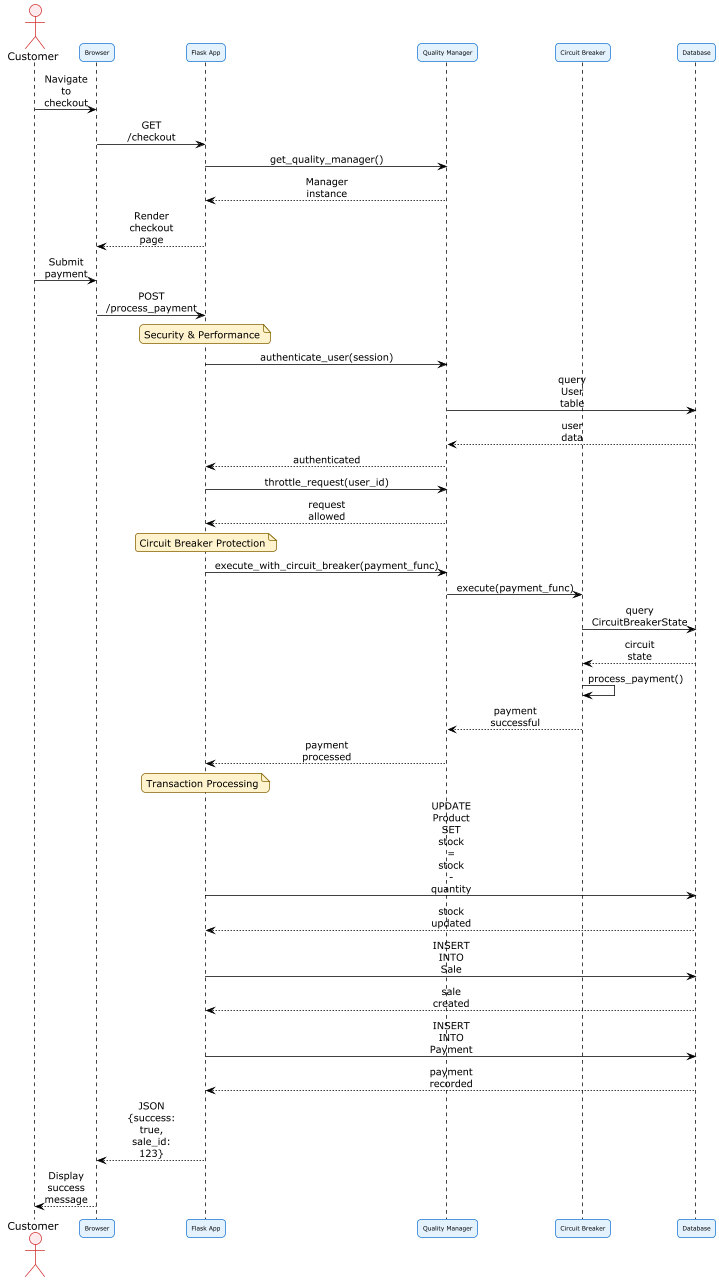 Customer
Browser
Flask App
Quality Manager
Circuit Breaker
Database
Navigate
to
checkout
GET
/checkout
get_quality_manager()
Manager
instance
Render
checkout
page
Submit
payment
POST
/process_payment
Security & Performance
authenticate_user(session)
query
User
table
user
data
authenticated
throttle_request(user_id)
request
allowed
Circuit Breaker Protection
execute_with_circuit_breaker(payment_func)
execute(payment_func)
query
CircuitBreakerState
circuit
state
process_payment()
payment
successful
payment
processed
Transaction Processing
UPDATE
Product
SET
stock
=
stock
-
quantity
stock
updated
INSERT
INTO
Sale
sale
created
INSERT
INTO
Payment
payment
recorded
JSON
{success:
true,
sale_id:
123}
Display
success
message
Customer
Browser
Flask App
Quality Manager
Circuit Breaker
Database